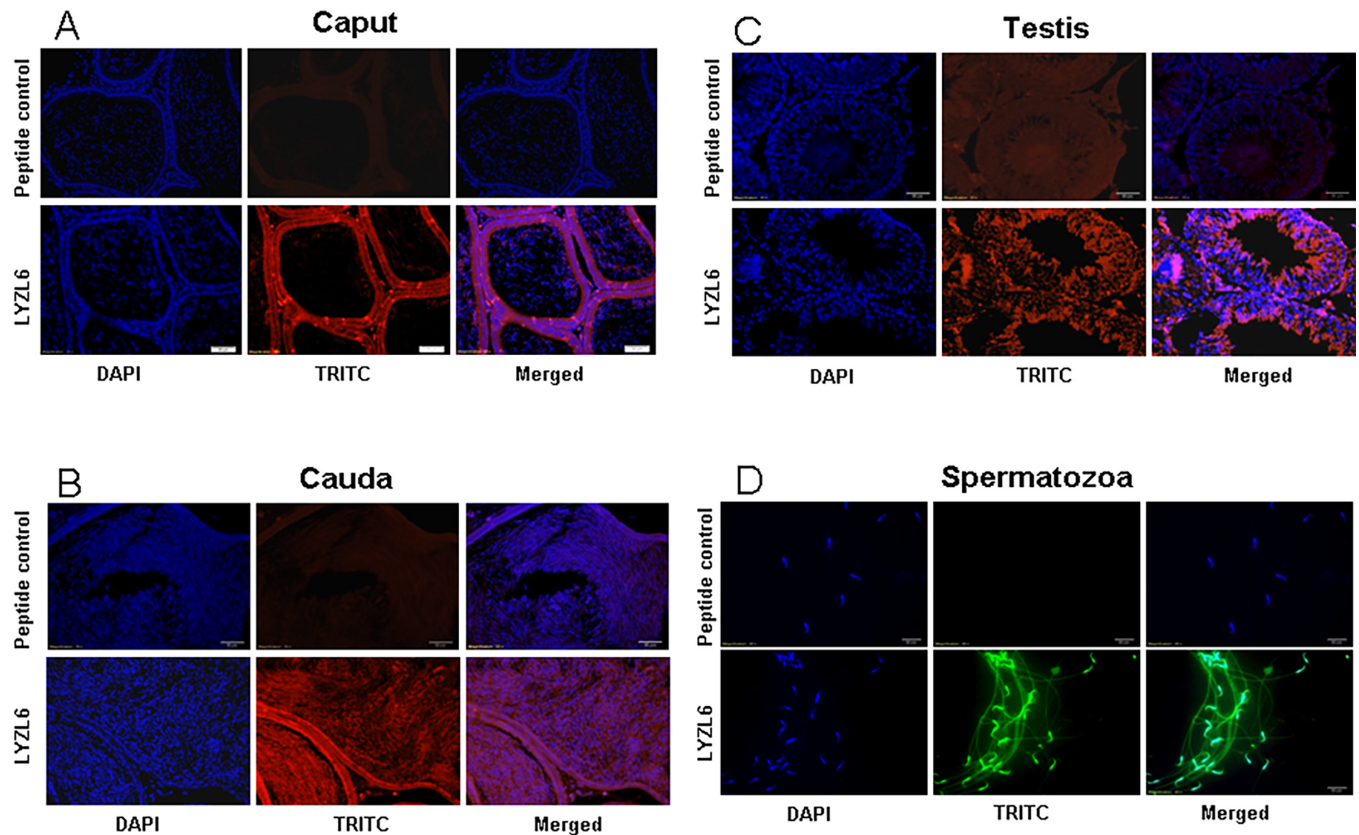 A
Caput
Peptide control
LYZL6
DAPI
TRITC
Merged
B
Cauda
Peptide control
LYZL6
DAPI
TRITC
Merged
C
Testis
Peptide control
LYZL6
DAPI
TRITC
Merged
D
Spermatozoa
Peptide control
LYZL6
DAPI
TRITC
Merged